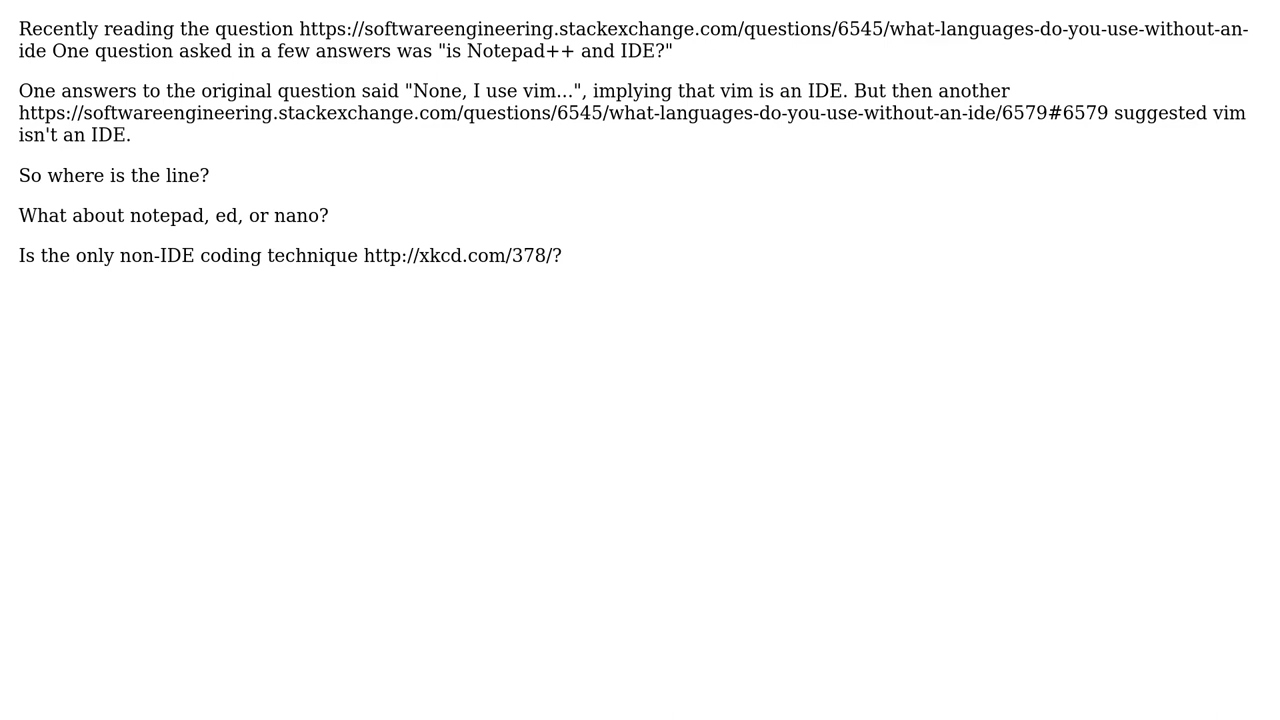 Recently reading the question https://softwareengineering.stackexchange.com/questions/6545/what-languages-do-you-use-without-an-
ide One question asked in a few answers was "is Notepad++ and IDE?"
One answers to the original question said "None, I use vim...", implying that vim is an IDE. But then another
https://softwareengineering.stackexchange.com/questions/6545/what-languages-do-you-use-without-an-ide/6579#6579 suggested vim
isn't an IDE.
So where is the line?
What about notepad, ed, or nano?
Is the only non-IDE coding technique http://xkcd.com/378/?